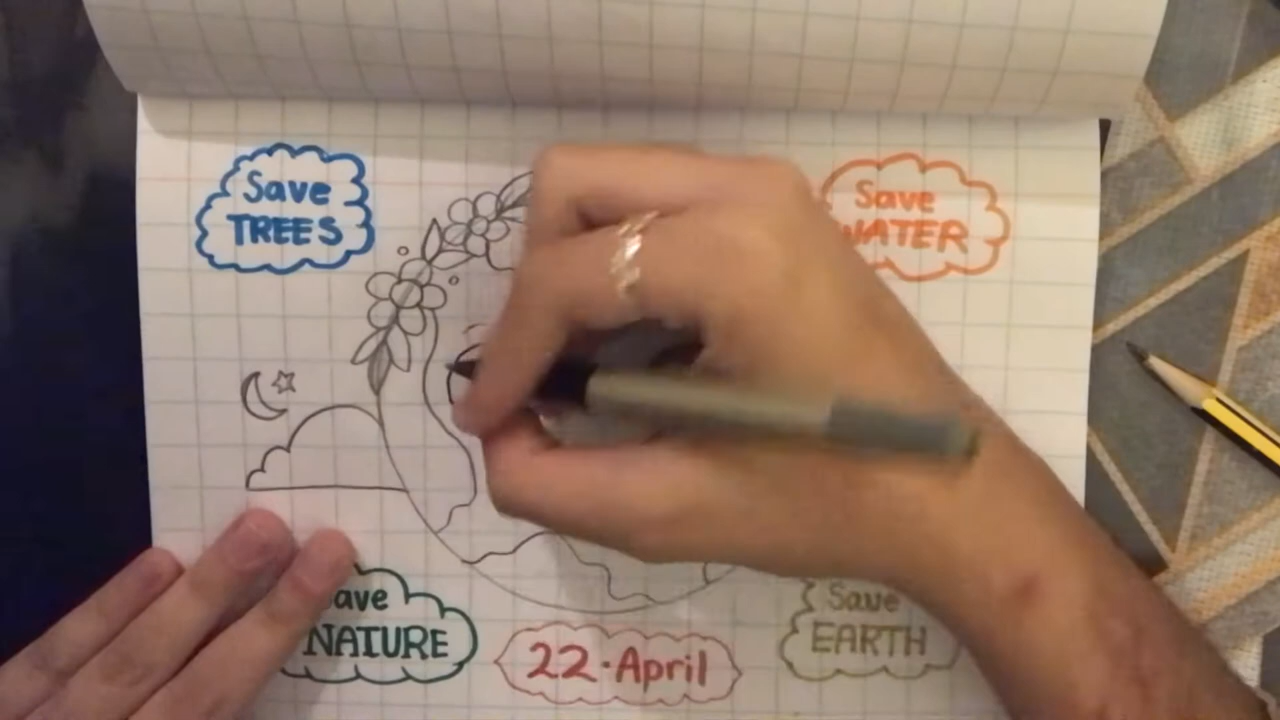 Save
TREES
Save
WATER
ave
NATURE
22·April
Save
EARTH